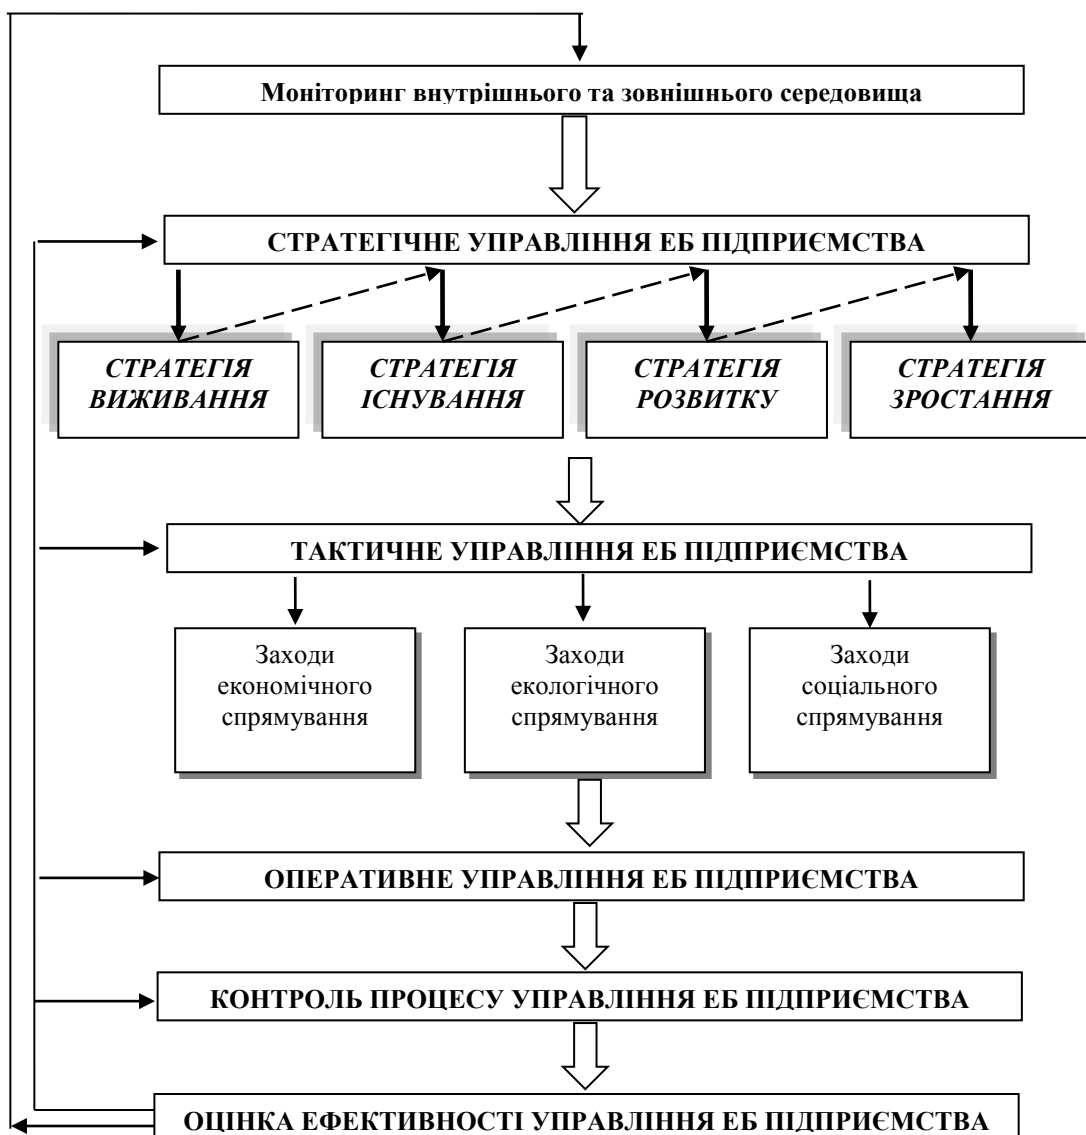 Моніторинг внутрішнього та зовнішнього середовища
СТРАТЕГІЧНЕ УПРАВЛІННЯ ЕБ ПІДПРИЄМСТВА
СТРАТЕГІЯ
ВИЖИВАННЯ
СТРАТЕГІЯ
ІСНУВАННЯ
СТРАТЕГІЯ
РОЗВИТКУ
СТРАТЕГІЯ
ЗРОСТАННЯ
ТАКТИЧНЕ УПРАВЛІННЯ ЕБ ПІДПРИЄМСТВА
Заходи
економічного
спрямування
Заходи
екологічного
спрямування
Заходи
соціального
спрямування
ОПЕРАТИВНЕ УПРАВЛІННЯ ЕБ ПІДПРИЄМСТВА
КОНТРОЛЬ ПРОЦЕСУ УПРАВЛІННЯ ЕБ ПІДПРИЄМСТВА
ОЦІНКА ЕФЕКТИВНОСТІ УПРАВЛІННЯ ЕБ ПІДПРИЄМСТВА